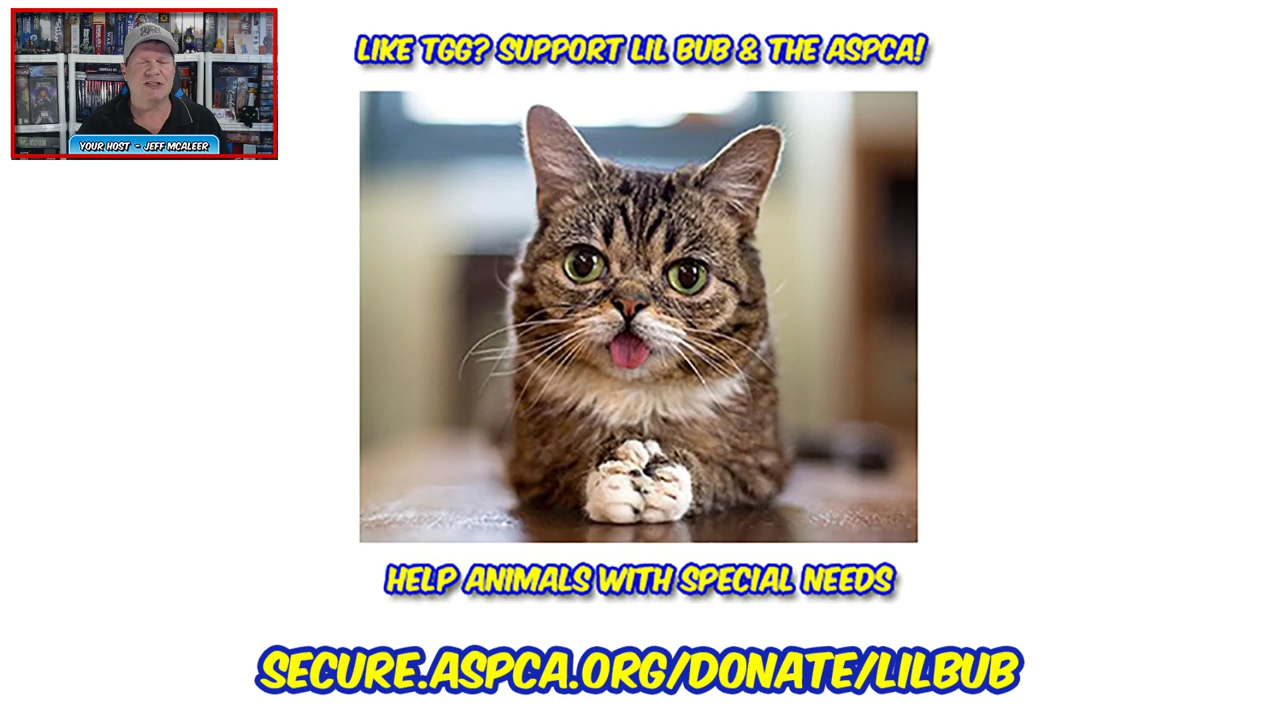 YOUR HOST - JEFF MCALEER
LIKE TGG? SUPPORT LIL BUB & THE ASPCA!
HELP ANIMALS WITH SPECIAL NEEDS
SECURE.ASPCA.ORG/DONATE/LILBUB